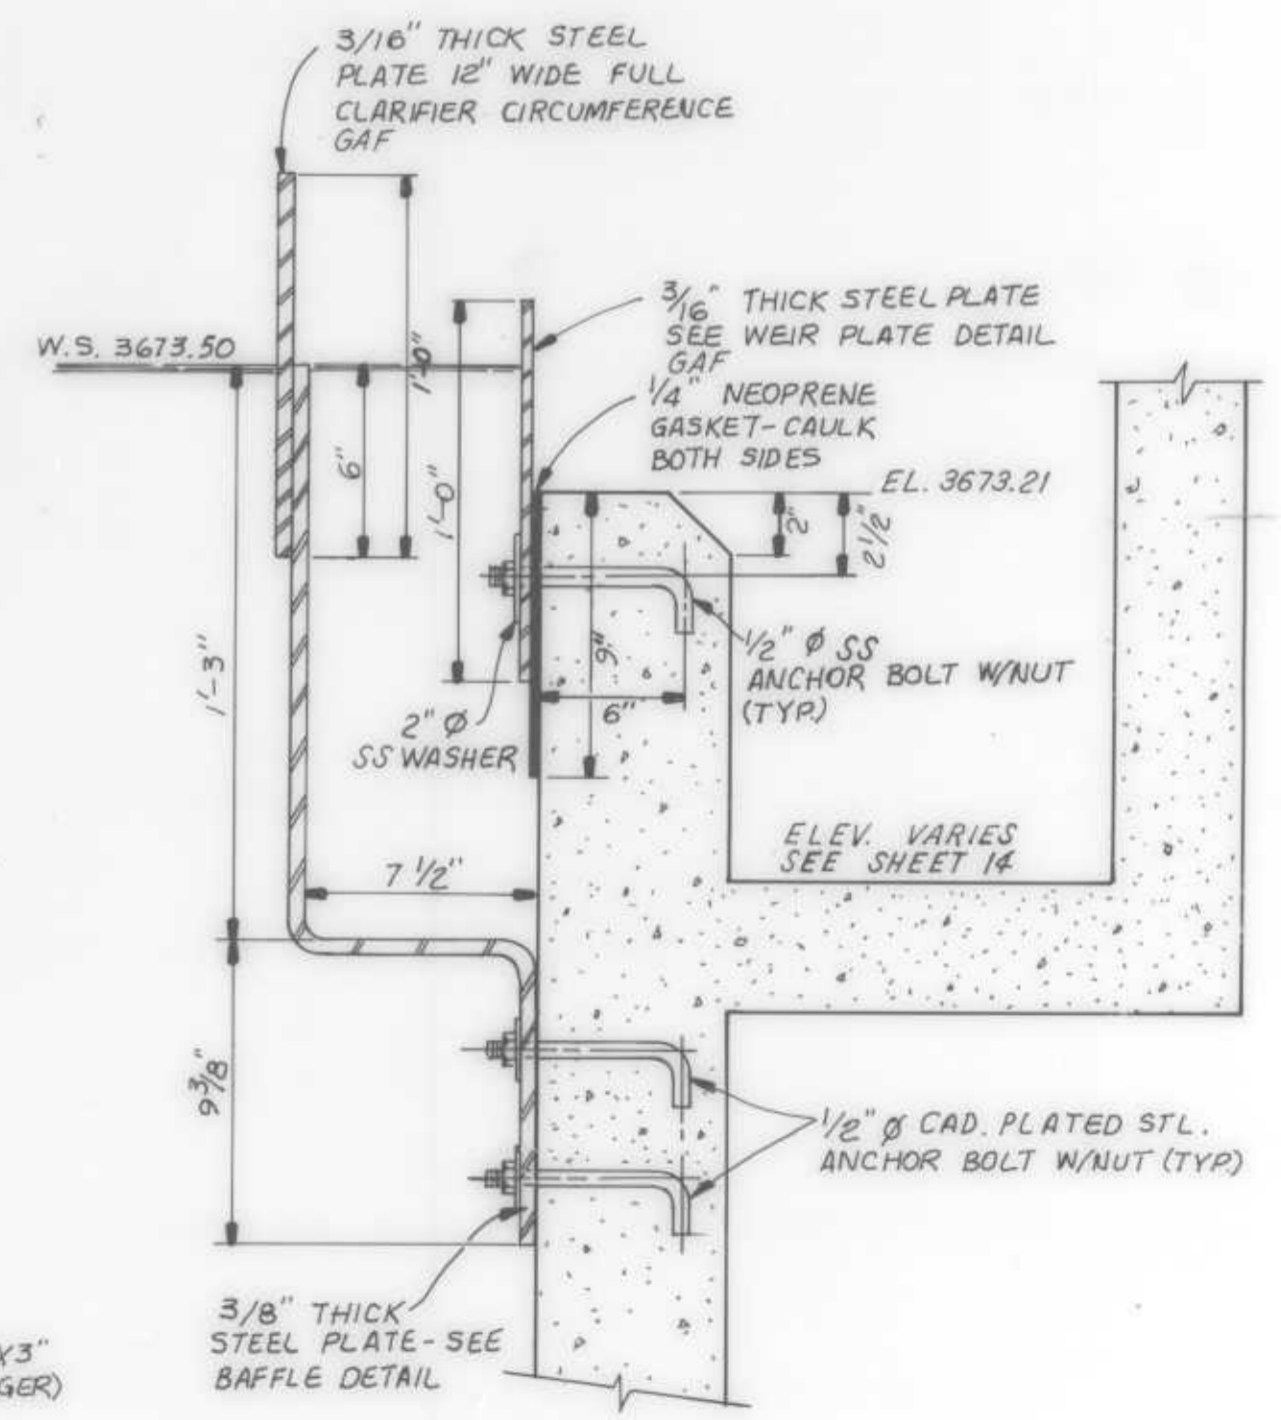 3/16" THICK STEEL
PLATE 12" WIDE FULL
CLARIFIER CIRCUMFERENCE
GAF
1'-0"
3/16" THICK STEEL PLATE
SEE WEIR PLATE DETAIL
GAF
W.S. 3673.50
1/4" NEOPRENE
GASKET-CAULK
BOTH SIDES
6"
1'-0"
EL. 3673.21
2"
2 1/2"
1'-3"
9"
6"
1/2" Ø SS
ANCHOR BOLT W/NUT
(TYP.)
2" Ø
SS WASHER
ELEV. VARIES
SEE SHEET 14
7 1/2"
9 3/8"
1/2" Ø CAD. PLATED STL.
ANCHOR BOLT W/NUT (TYP.)
3/8" THICK
STEEL PLATE-SEE
BAFFLE DETAIL
X3"
GER)